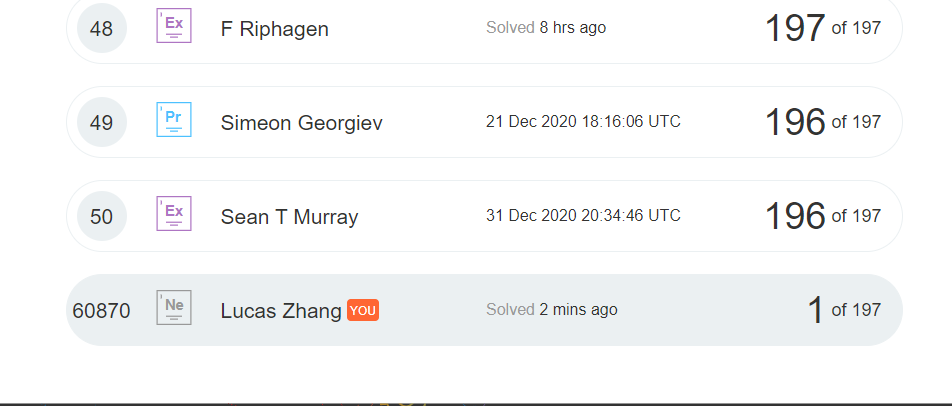 48 Ex F Riphagen Solved 8 hrs ago 197 of 197
49 Pr Simeon Georgiev 21 Dec 2020 18:16:06 UTC 196 of 197
50 Ex Sean T Murray 31 Dec 2020 20:34:46 UTC 196 of 197
60870 Ne Lucas Zhang YOU Solved 2 mins ago 1 of 197